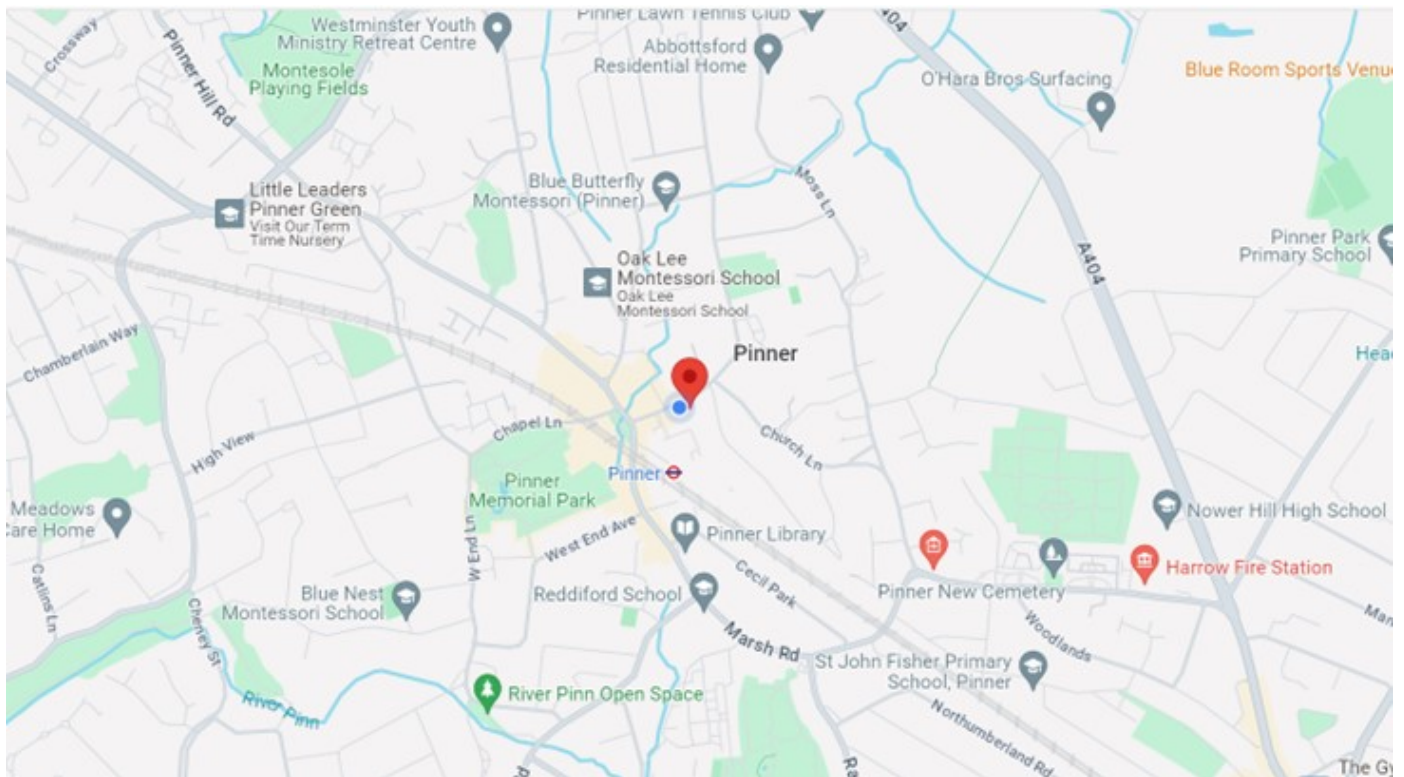 Crossway
Pinner Hill Rd
Westminster Youth
Ministry Retreat Centre
Montesole
Playing Fields
Pinner Lawn Tennis Club
Abbottsford
Residential Home
A404
O'Hara Bros Surfacing
Blue Room Sports Venue
Little Leaders
Pinner Green
Visit Our Term
Time Nursery
Blue Butterfly
Montessori (Pinner)
Moss Ln
Oak Lee
Montessori School
Oak Lee
Montessori School
A404
Pinner Park
Primary School
Chamberlain Way
Pinner
Head
High View
Chapel Ln
Church Ln
Pinner
Memorial Park
Pinner
Meadows
Care Home
W End Ln
West End Ave
Pinner Library
Nower Hill High School
Catlins Ln
Cheney St
Blue Nest
Montessori School
Reddiford School
Cecil Park
Pinner New Cemetery
Harrow Fire Station
Marsh Rd
Woodlands
Man
St John Fisher Primary
School, Pinner
River Pinn
River Pinn Open Space
Northumberland Rd
Ra
The Gy